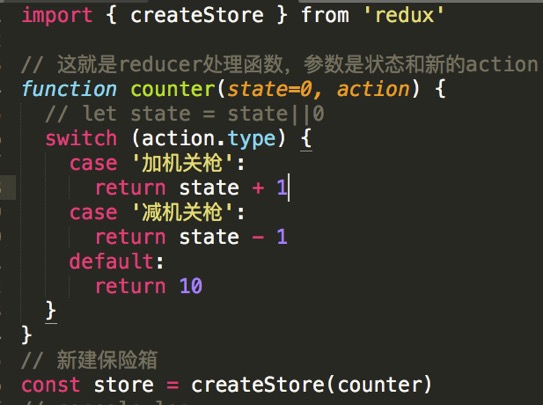 import { createStore } from 'redux'
// 这就是reducer处理函数，参数是状态和新的action
function counter(state=0, action) {
// let state = state||0
switch (action.type) {
case '加机关枪':
return state + 1
case '减机关枪':
return state - 1
default:
return 10
}
}
// 新建保险箱
const store = createStore(counter)